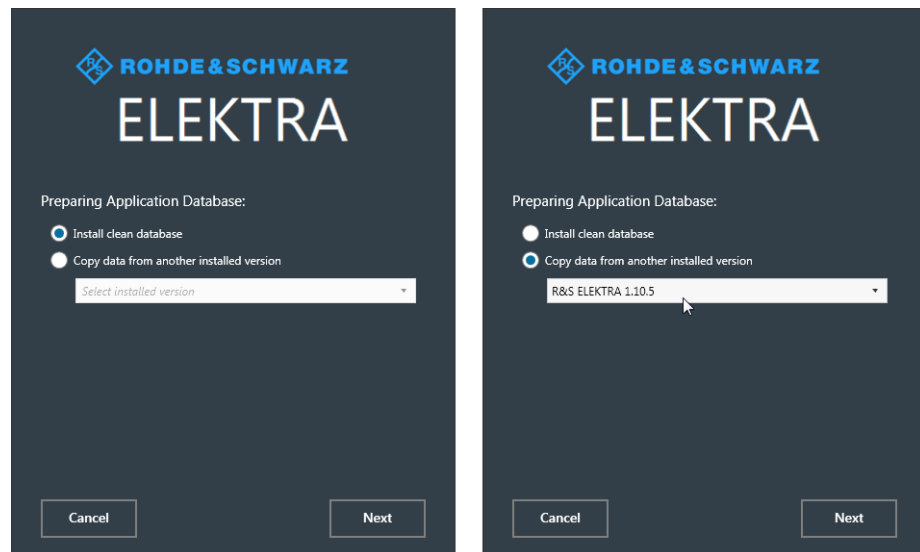 R&S ROHDE&SCHWARZ
ELEKTRA
Preparing Application Database:
Install clean database
Copy data from another installed version
Select installed version
Cancel
Next
R&S ROHDE&SCHWARZ
ELEKTRA
Preparing Application Database:
Install clean database
Copy data from another installed version
R&S ELEKTRA 1.10.5
Cancel
Next